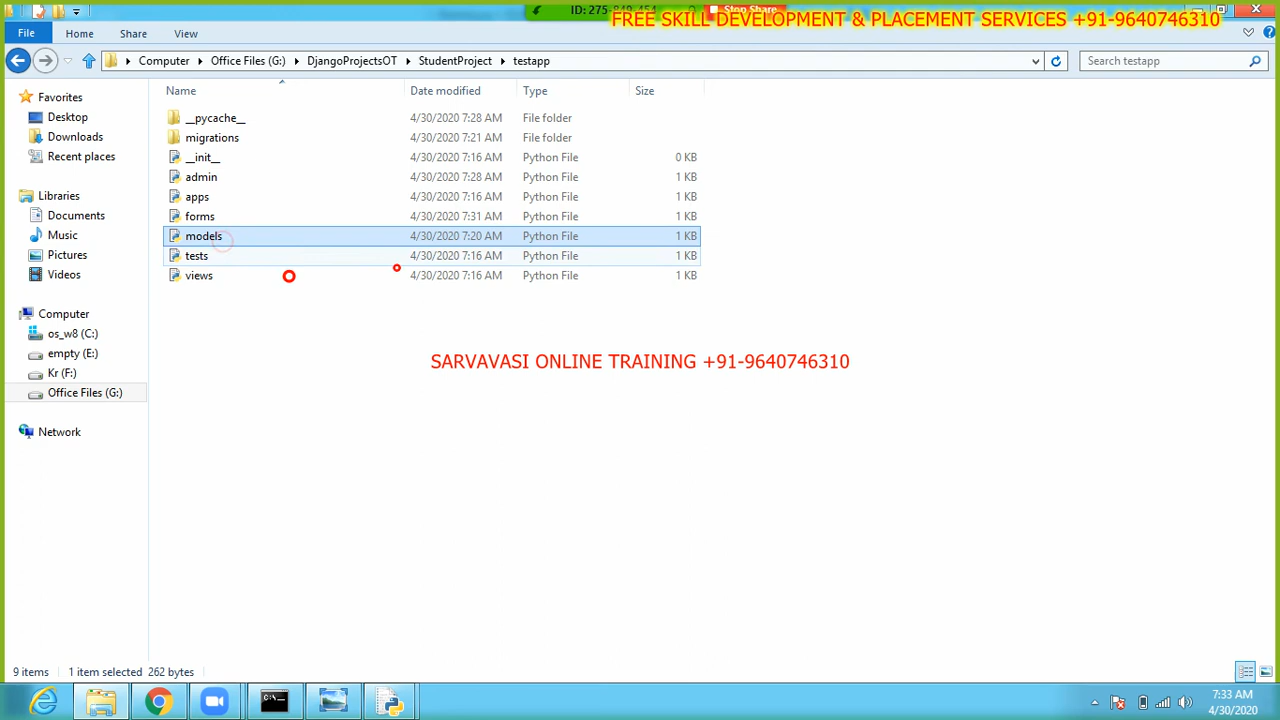 ID: 275-849-454
Stop Share
FREE SKILL DEVELOPMENT & PLACEMENT SERVICES +91-9640746310
File
Home
Share
View
Computer
Office Files (G:)
DjangoProjectsOT
StudentProject
testapp
Search testapp
Name
Date modified
Type
Size
Favorites
Desktop
Downloads
Recent places
Libraries
Documents
Music
Pictures
Videos
Computer
os_w8 (C:)
empty (E:)
Kr (F:)
Office Files (G:)
Network
__pycache__ 4/30/2020 7:28 AM File folder
migrations 4/30/2020 7:21 AM File folder
__init__ 4/30/2020 7:16 AM Python File 0 KB
admin 4/30/2020 7:28 AM Python File 1 KB
apps 4/30/2020 7:16 AM Python File 1 KB
forms 4/30/2020 7:31 AM Python File 1 KB
models 4/30/2020 7:20 AM Python File 1 KB
tests 4/30/2020 7:16 AM Python File 1 KB
views 4/30/2020 7:16 AM Python File 1 KB
SARVAVASI ONLINE TRAINING +91-9640746310
9 items
1 item selected 262 bytes
7:33 AM
4/30/2020